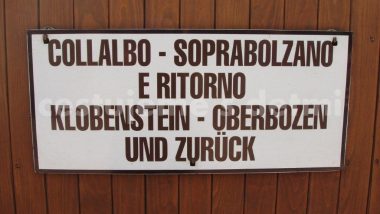 COLLALBO - SOPRABOLZANO
E RITORNO
KLOBENSTEIN - OBERBOZEN
UND ZURÜCK